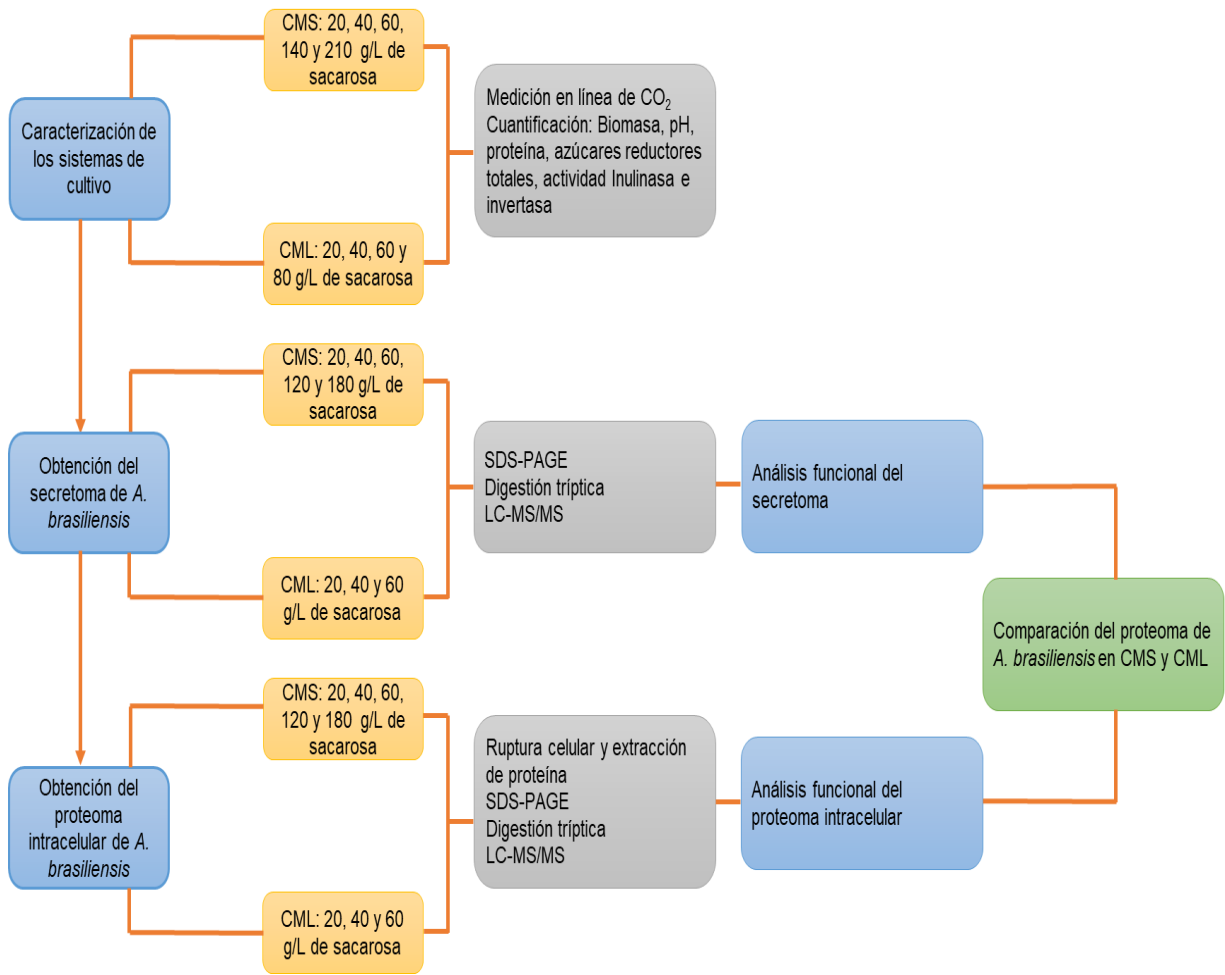 CMS: 20, 40, 60,
140 y 210 g/L de
sacarosa
Caracterización de
los sistemas de
cultivo
Medición en línea de CO₂
Cuantificación: Biomasa, pH,
proteína, azúcares reductores
totales, actividad Inulinasa e
invertasa
CML: 20, 40, 60 y
80 g/L de sacarosa
CMS: 20, 40, 60,
120 y 180 g/L de
sacarosa
Obtención del
secretoma de A.
brasiliensis
SDS-PAGE
Digestión tríptica
LC-MS/MS
Análisis funcional del
secretoma
CML: 20, 40 y 60
g/L de sacarosa
Comparación del proteoma de
A. brasiliensis en CMS y CML
CMS: 20, 40, 60,
120 y 180 g/L de
sacarosa
Obtención del
proteoma
intracelular de A.
brasiliensis
Ruptura celular y extracción
de proteína
SDS-PAGE
Digestión tríptica
LC-MS/MS
Análisis funcional del
proteoma intracelular
CML: 20, 40 y 60
g/L de sacarosa